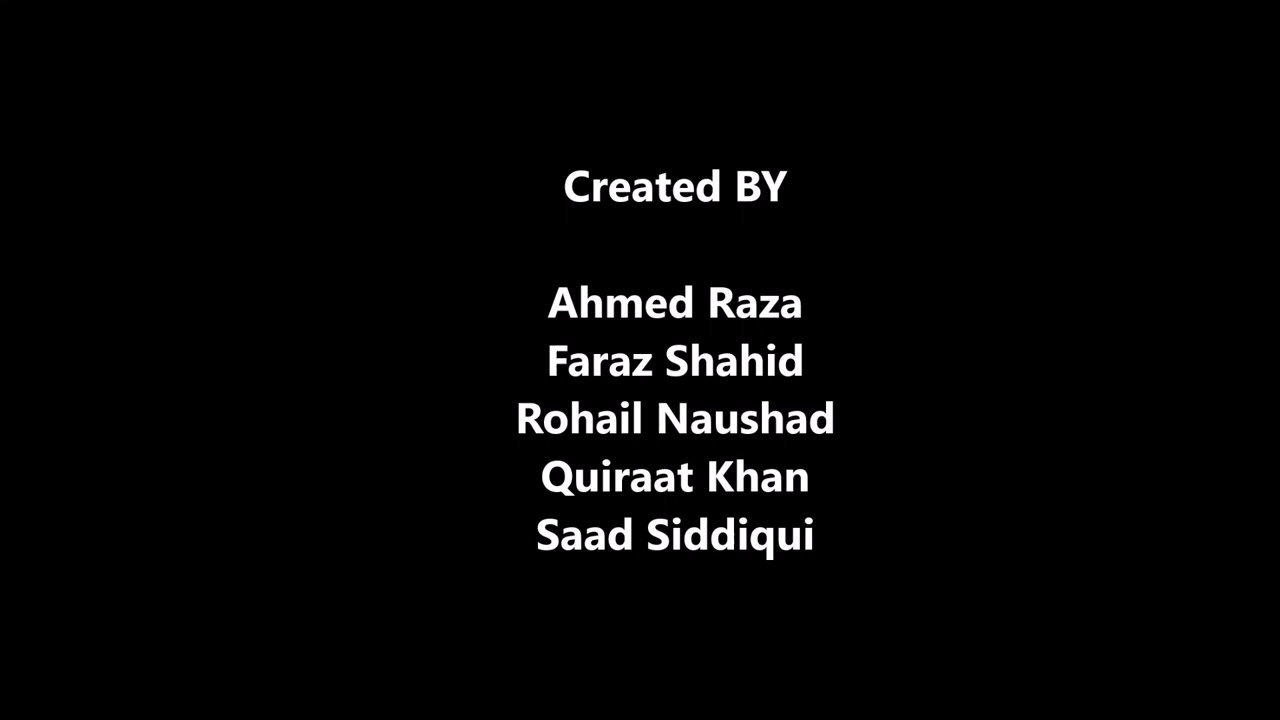 Created BY
Ahmed Raza
Faraz Shahid
Rohail Naushad
Quiraat Khan
Saad Siddiqui